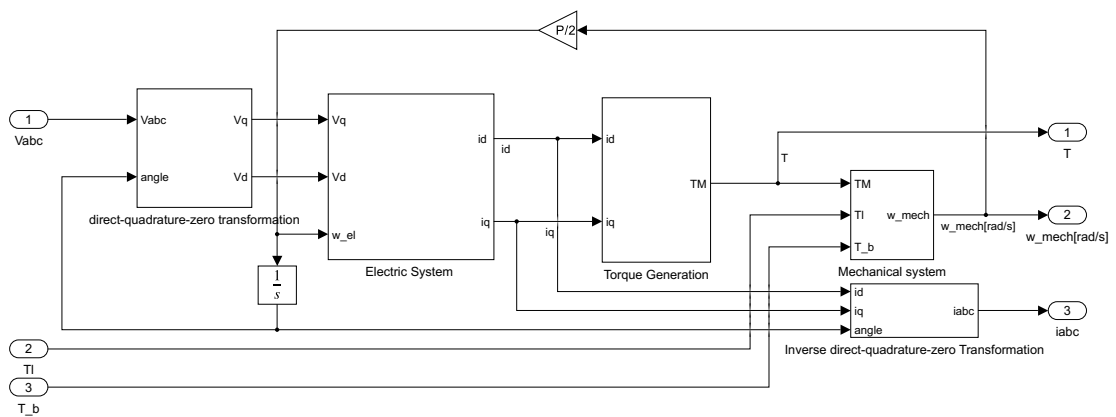 P/2
1
Vabc
Vabc
angle
Vq
Vd
direct-quadrature-zero transformation
Vq
Vd
w_el
id
iq
Electric System
id
iq
id
iq
TM
Torque Generation
T
TM
Tl
T_b
w_mech
Mechanical system
w_mech[rad/s]
1
T
2
w_mech[rad/s]
1
s
id
iq
angle
iabc
Inverse direct-quadrature-zero Transformation
3
iabc
2
Tl
3
T_b